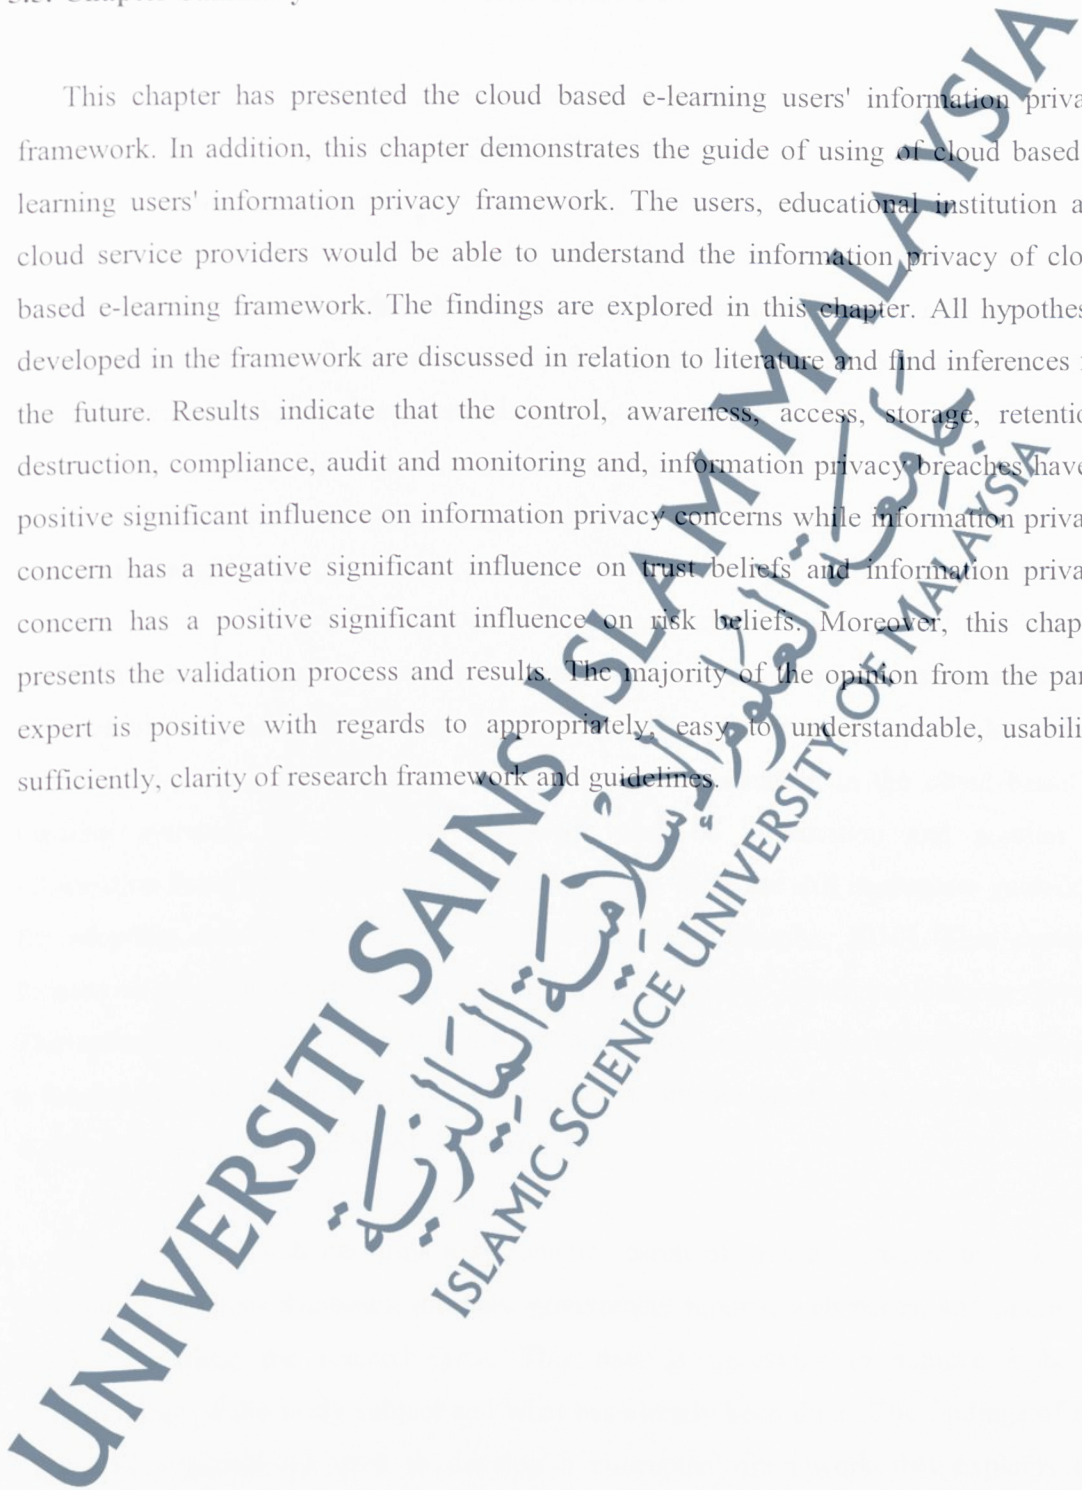 This chapter has presented the cloud based e-learning users' information priva
framework. In addition, this chapter demonstrates the guide of using of cloud based
learning users' information privacy framework. The users, educational institution a
cloud service providers would be able to understand the information privacy of clo
based e-learning framework. The findings are explored in this chapter. All hypothes
developed in the framework are discussed in relation to literature and find inferences
the future. Results indicate that the control, awareness, access, storage, retentio
destruction, compliance, audit and monitoring and, information privacy breaches have
positive significant influence on information privacy concerns while information priva
concern has a negative significant influence on trust beliefs and information priva
concern has a positive significant influence on risk beliefs. Moreover, this chap
presents the validation process and results. The majority of the opinion from the pan
expert is positive with regards to appropriately, easy to understandable, usabili
sufficiently, clarity of research framework and guidelines.
UNIVERSITI SAINS ISLAM MALAYSIA
جامعة العلوم الإسلامية الماليزية
ISLAMIC SCIENCE UNIVERSITY OF MALAYSIA